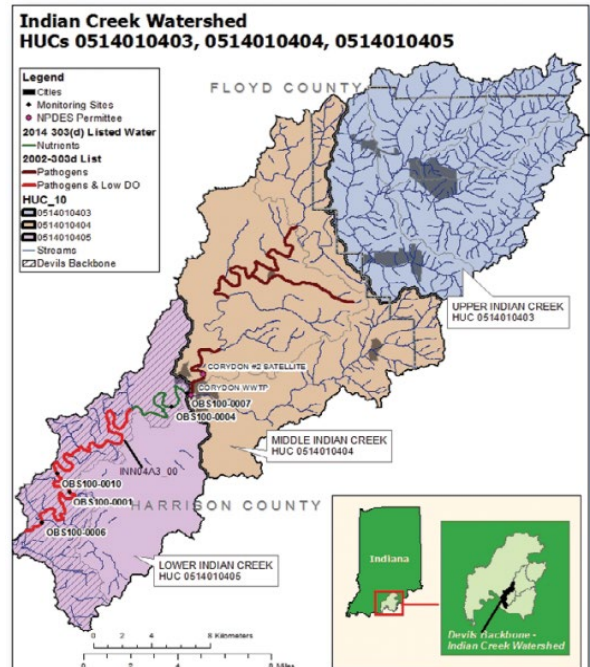 Indian Creek Watershed
HUCs 0514010403, 0514010404, 0514010405
FLOYD COUNTY
Legend
Cities
Monitoring Sites
NPDES Permittee
2014 303(d) Listed Water
Nutrients
2002-303d List
Pathogens
Pathogens & Low DO
HUC_10
0514010403
0514010404
0514010405
Streams
Devils Backbone
UPPER INDIAN CREEK
HUC 0514010403
CORYDON #2 SATELLITE
CORYDON WWTP
OBS100-0007
OBS100-0004
MIDDLE INDIAN CREEK
HUC 0514010404
INN04A3_00
OBS100-0010
OBS100-0001
HARRISON COUNTY
OBS100-0006
LOWER INDIAN CREEK
HUC 0514010405
Indiana
Devils Backbone -
Indian Creek Watershed
0 2 4 8 Kilometers
0 2 4 8 Miles